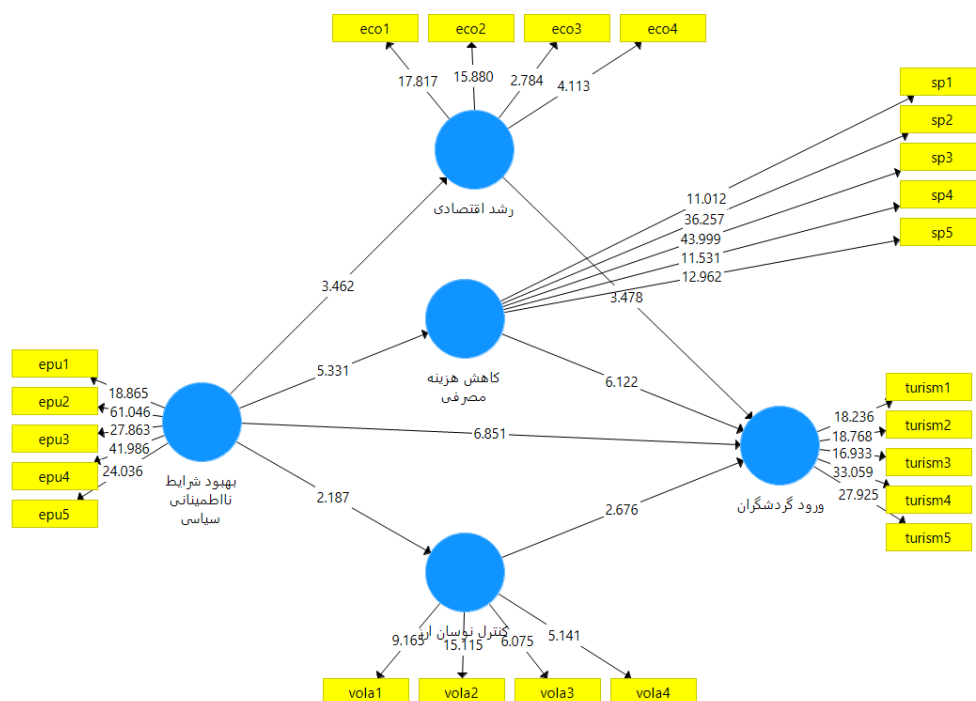 eco1
eco2
eco3
eco4
17.817
15.880
2.784
4.113
رشد اقتصادی
sp1
sp2
sp3
sp4
sp5
11.012
36.257
43.999
11.531
12.962
3.462
3.478
کاهش هزینه
مصرفی
5.331
6.122
epu1
epu2
epu3
epu4
epu5
18.865
61.046
27.863
41.986
24.036
بهبود شرایط
نااطمینانی
سیاسی
6.851
turism1
turism2
turism3
turism4
turism5
18.236
18.768
16.933
33.059
27.925
ورود گردشگران
2.187
2.676
کنترل نوسان ارز
9.165
15.115
6.075
5.141
vola1
vola2
vola3
vola4